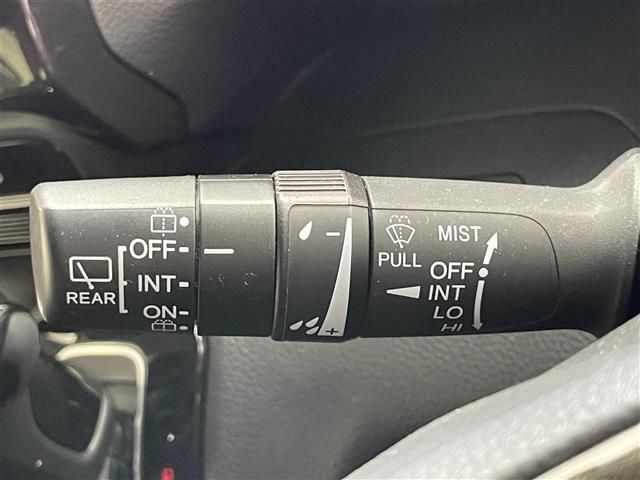 OFF
INT
ON
REAR
−
+
PULL
MIST
OFF
INT
LO
HI